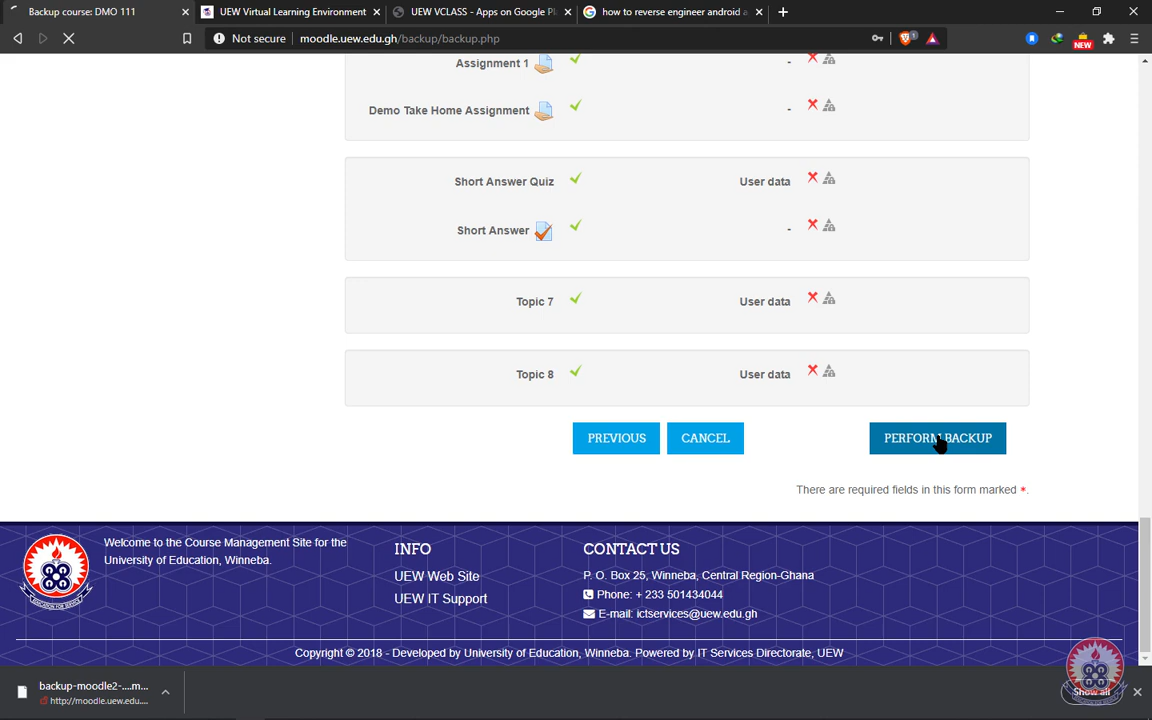 Backup course: DMO 111
UEW Virtual Learning Environment
UEW VCLASS - Apps on Google Pl
how to reverse engineer android a
Not secure
moodle.uew.edu.gh/backup/backup.php
1
NEW
Assignment 1
-
Demo Take Home Assignment
-
Short Answer Quiz
User data
Short Answer
-
Topic 7
User data
Topic 8
User data
PREVIOUS
CANCEL
PERFORM BACKUP
There are required fields in this form marked *.
Welcome to the Course Management Site for the
University of Education, Winneba.
INFO
UEW Web Site
UEW IT Support
CONTACT US
P. O. Box 25, Winneba, Central Region-Ghana
Phone: + 233 501434044
E-mail: ictservices@uew.edu.gh
Copyright © 2018 - Developed by University of Education, Winneba. Powered by IT Services Directorate, UEW
backup-moodle2-....m...
http://moodle.uew.edu....
Show all